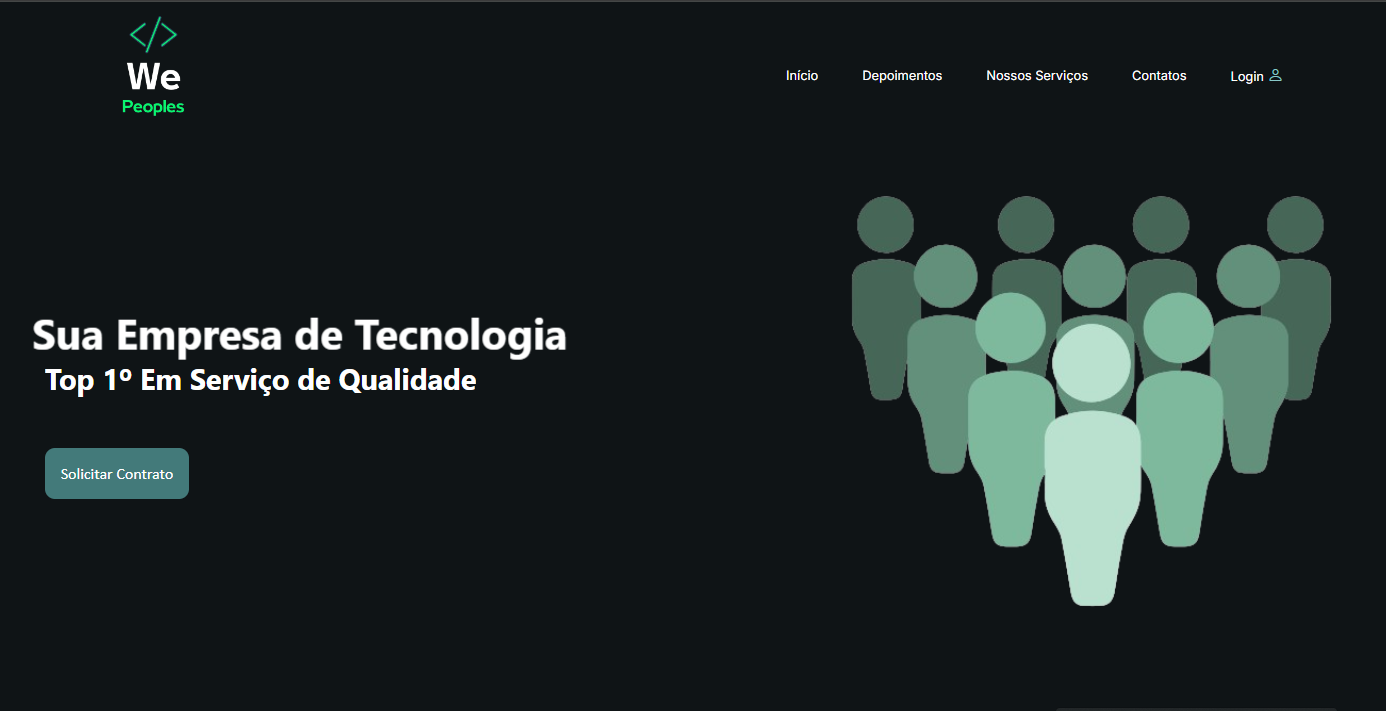 </>
We
Peoples
Início
Depoimentos
Nossos Serviços
Contatos
Login
Sua Empresa de Tecnologia
Top 1º Em Serviço de Qualidade
Solicitar Contrato